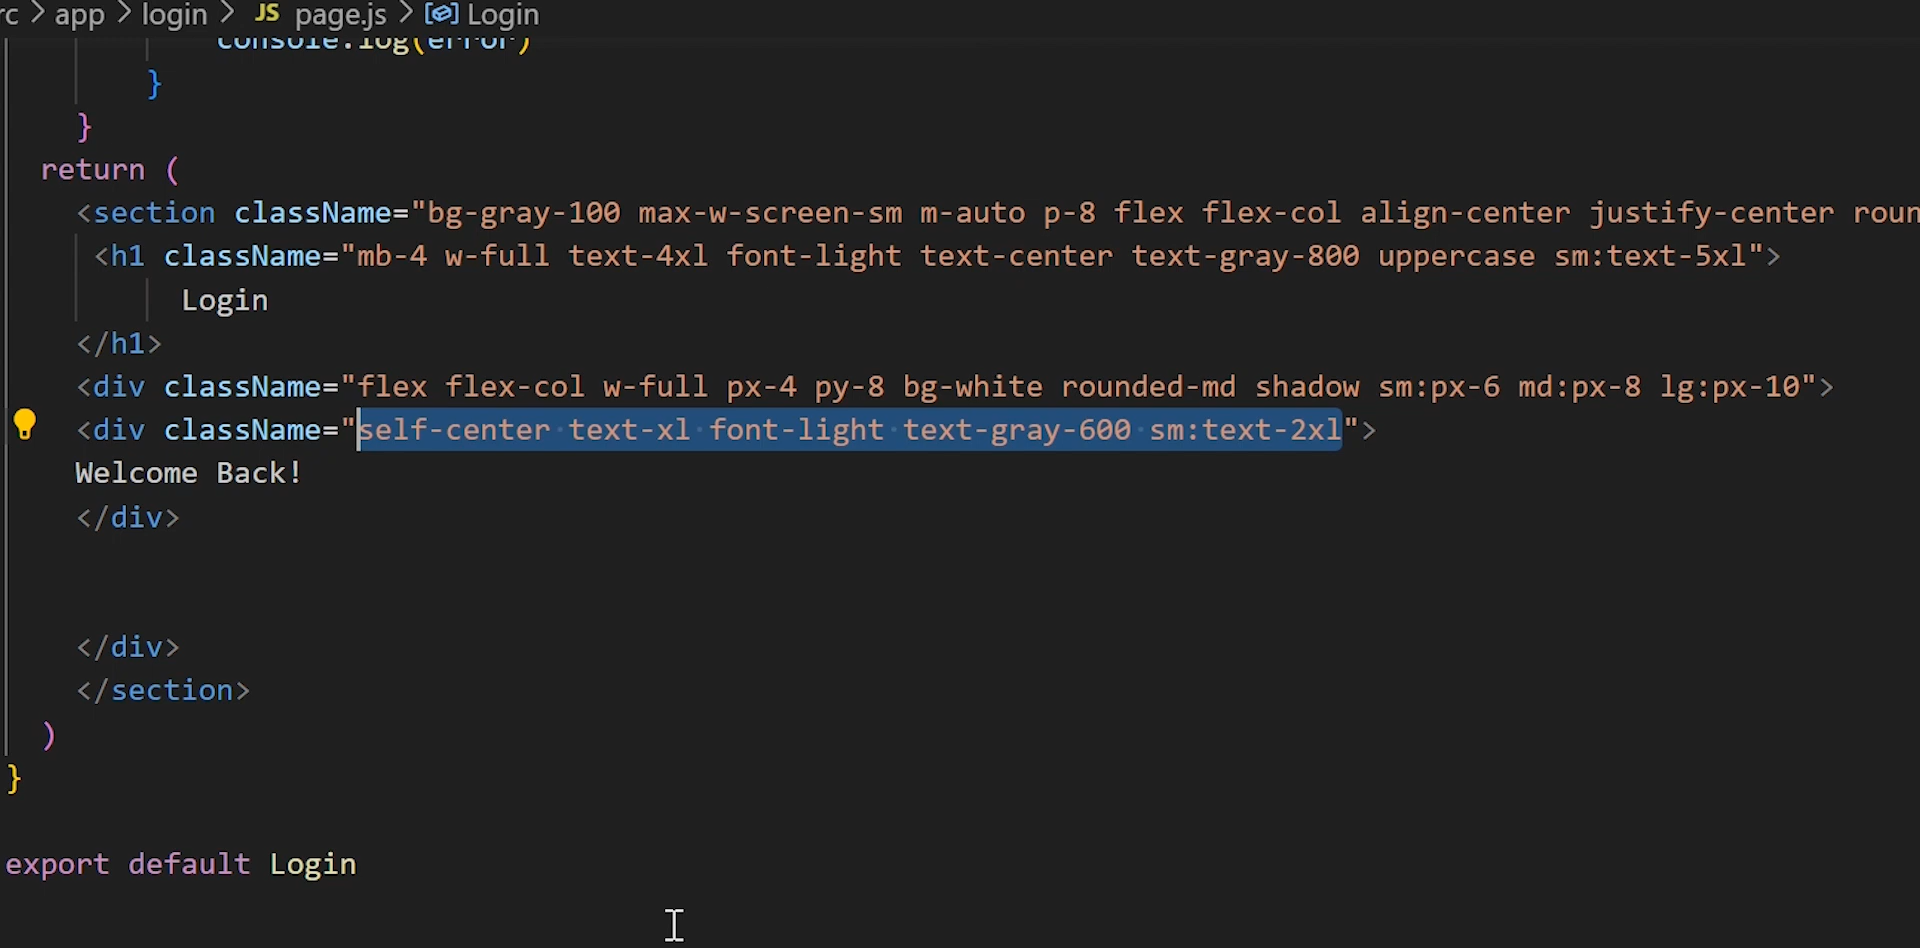 rc > app > login > JS page.js > Login
console.log(error)
}
}
return (
<section className="bg-gray-100 max-w-screen-sm m-auto p-8 flex flex-col align-center justify-center
<h1 className="mb-4 w-full text-4xl font-light text-center text-gray-800 uppercase sm:text-5xl">
Login
</h1>
<div className="flex flex-col w-full px-4 py-8 bg-white rounded-md shadow sm:px-6 md:px-8 lg:px-10">
<div className="self-center text-xl font-light text-gray-600 sm:text-2xl">
Welcome Back!
</div>
</div>
</section>
)
}
export default Login